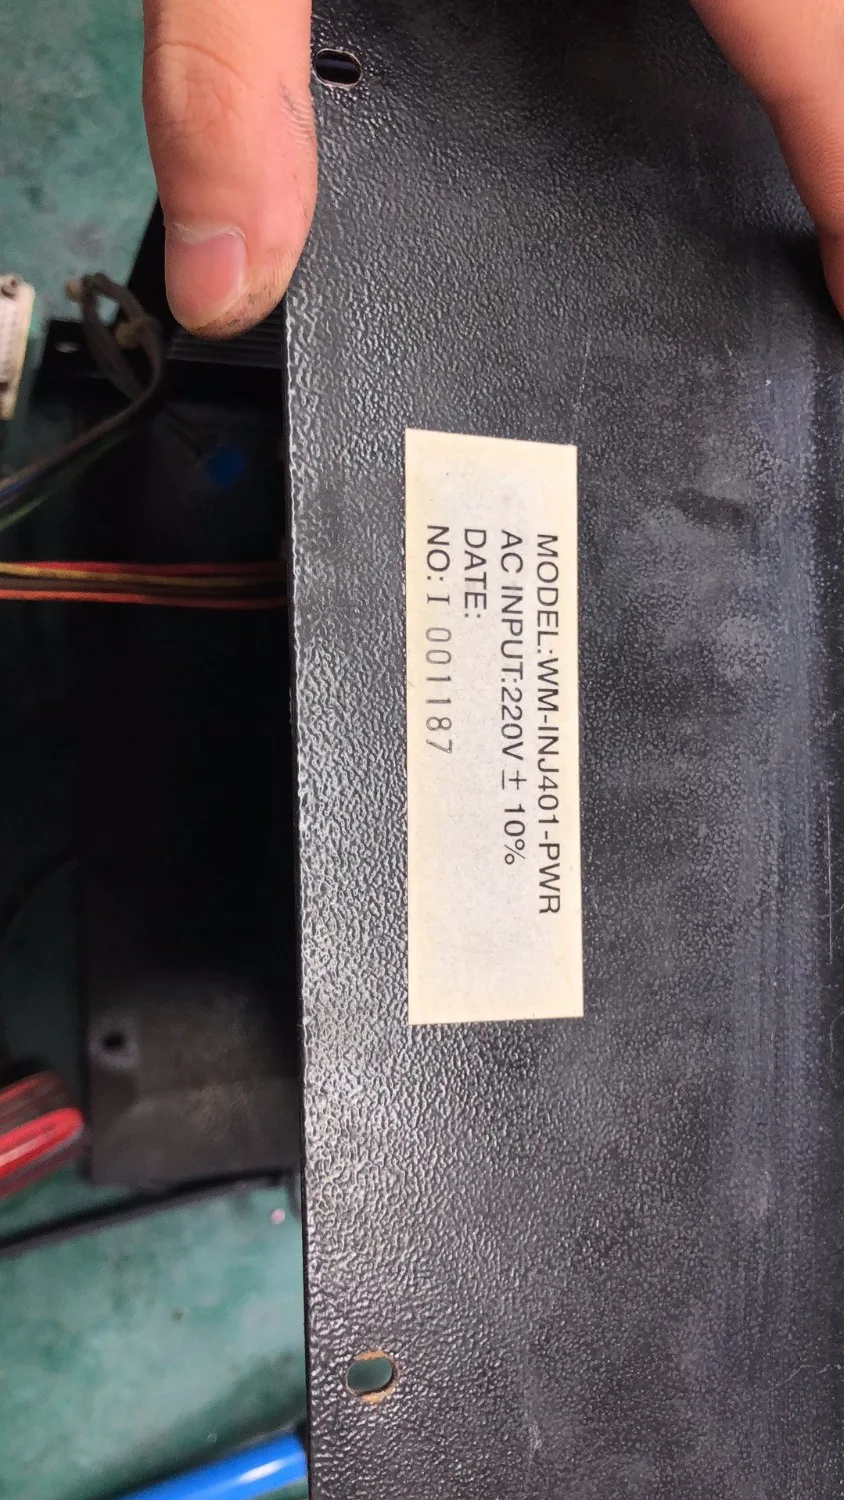 MODEL:WM-INJ401-PWR
AC INPUT:220V ± 10%
DATE:
NO: I 001187